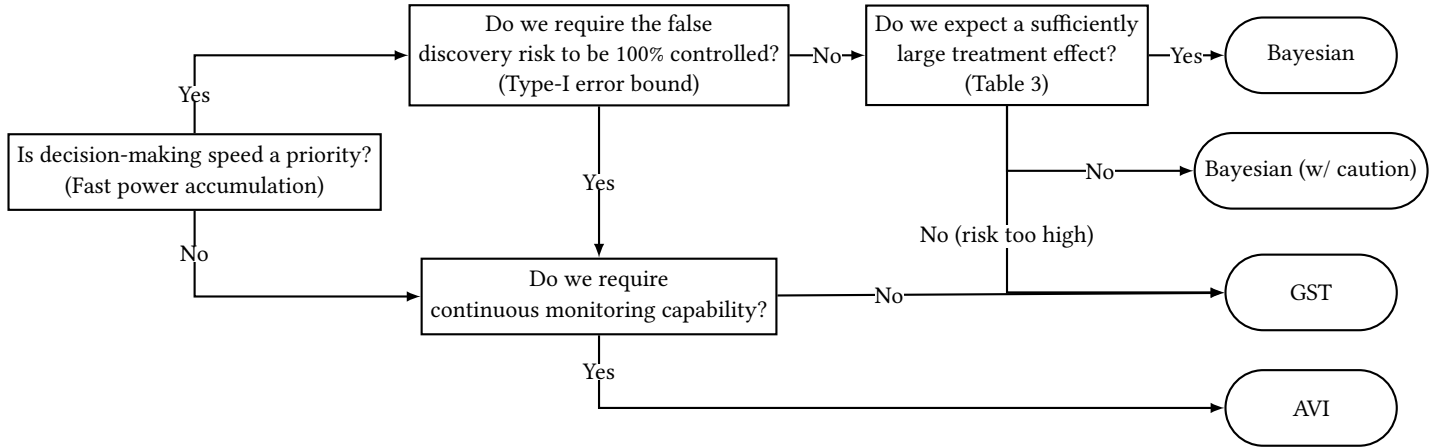 Do we require the false
discovery risk to be 100% controlled?
(Type-I error bound)
No
Do we expect a sufficiently
large treatment effect?
(Table 3)
Yes
Bayesian
Yes
Is decision-making speed a priority?
(Fast power accumulation)
No
Yes
No
Bayesian (w/ caution)
No (risk too high)
Do we require
continuous monitoring capability?
No
GST
Yes
AVI